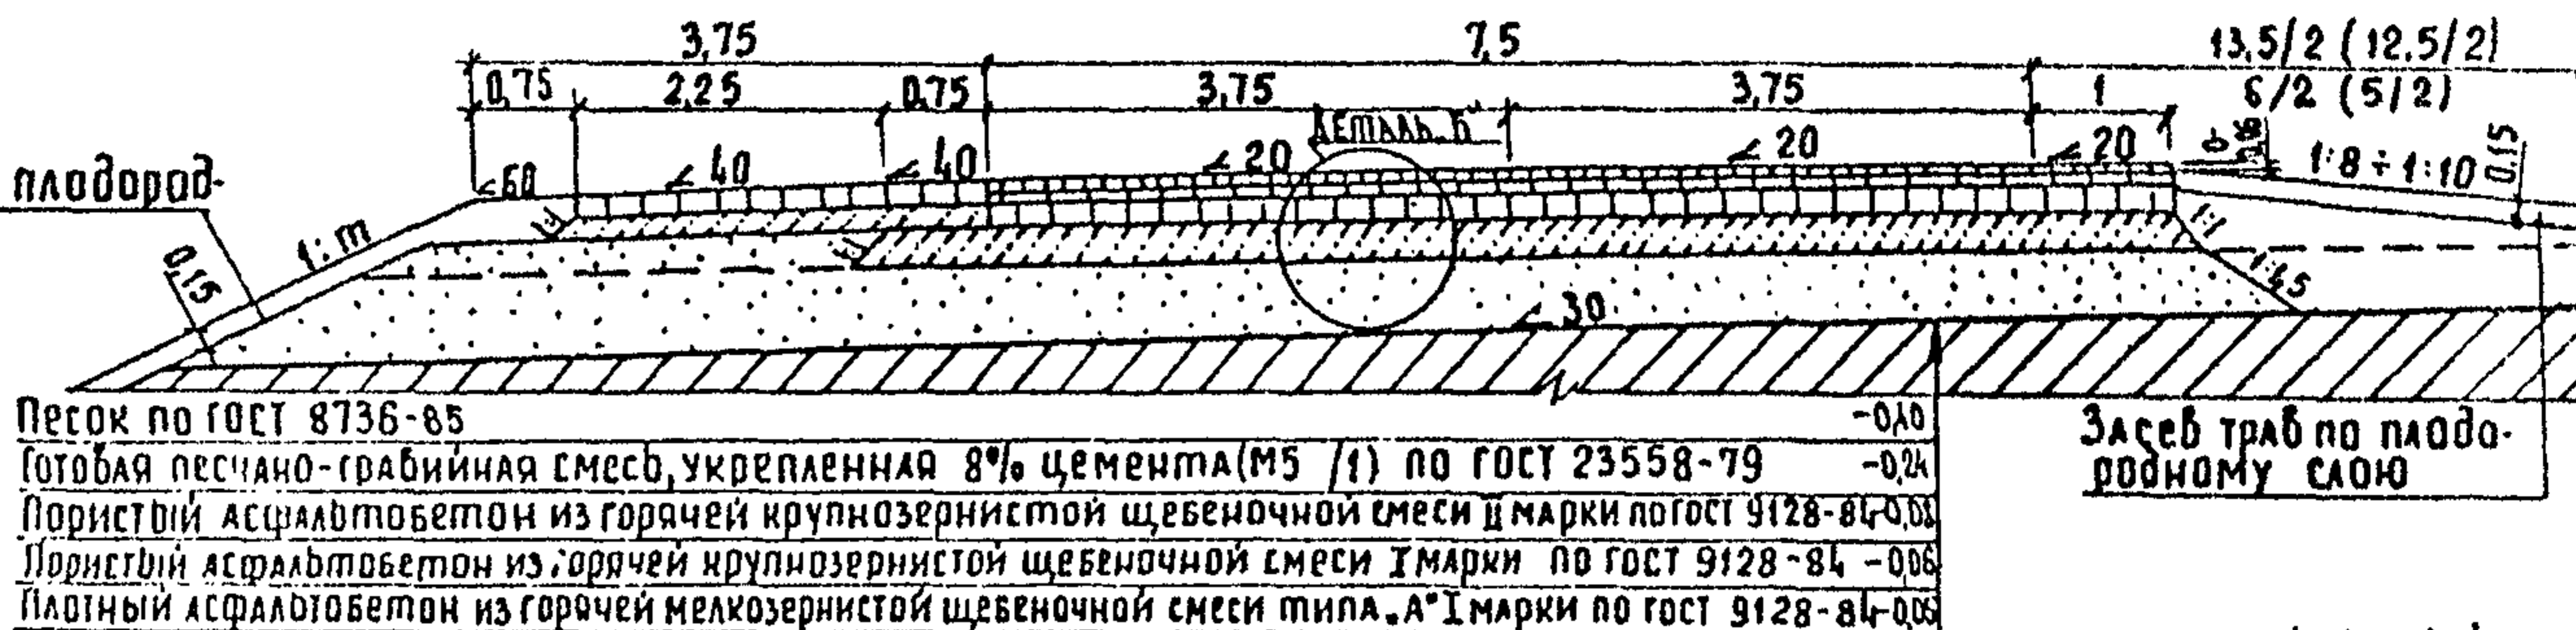 3,75 7,5 13,5/2 (12,5/2)
0,75 2,25 0,75 3,75 3,75 1 6/2 (5/2)
ДЕТАЛЬ Б
плодород-
60 40 40 20 20 20 1:8÷1:10 0,15
1:m 1:1 1:1 1:1
0,15 1:1,5
30
Песок по ГОСТ 8736-85 -0,40
Готовая песчано-гравийная смесь, укрепленная 8% цемента (М5 /1) по ГОСТ 23558-79 -0,24
Пористый асфальтобетон из горячей крупнозернистой щебеночной смеси II марки по ГОСТ 9128-84-0,08
Пористый асфальтобетон из горячей крупнозернистой щебеночной смеси I марки по ГОСТ 9128-84 -0,06
Плотный асфальтобетон из горячей мелкозернистой щебеночной смеси типа „А" I марки по ГОСТ 9128-84-0,05
Засев трав по плодо-
родному слою